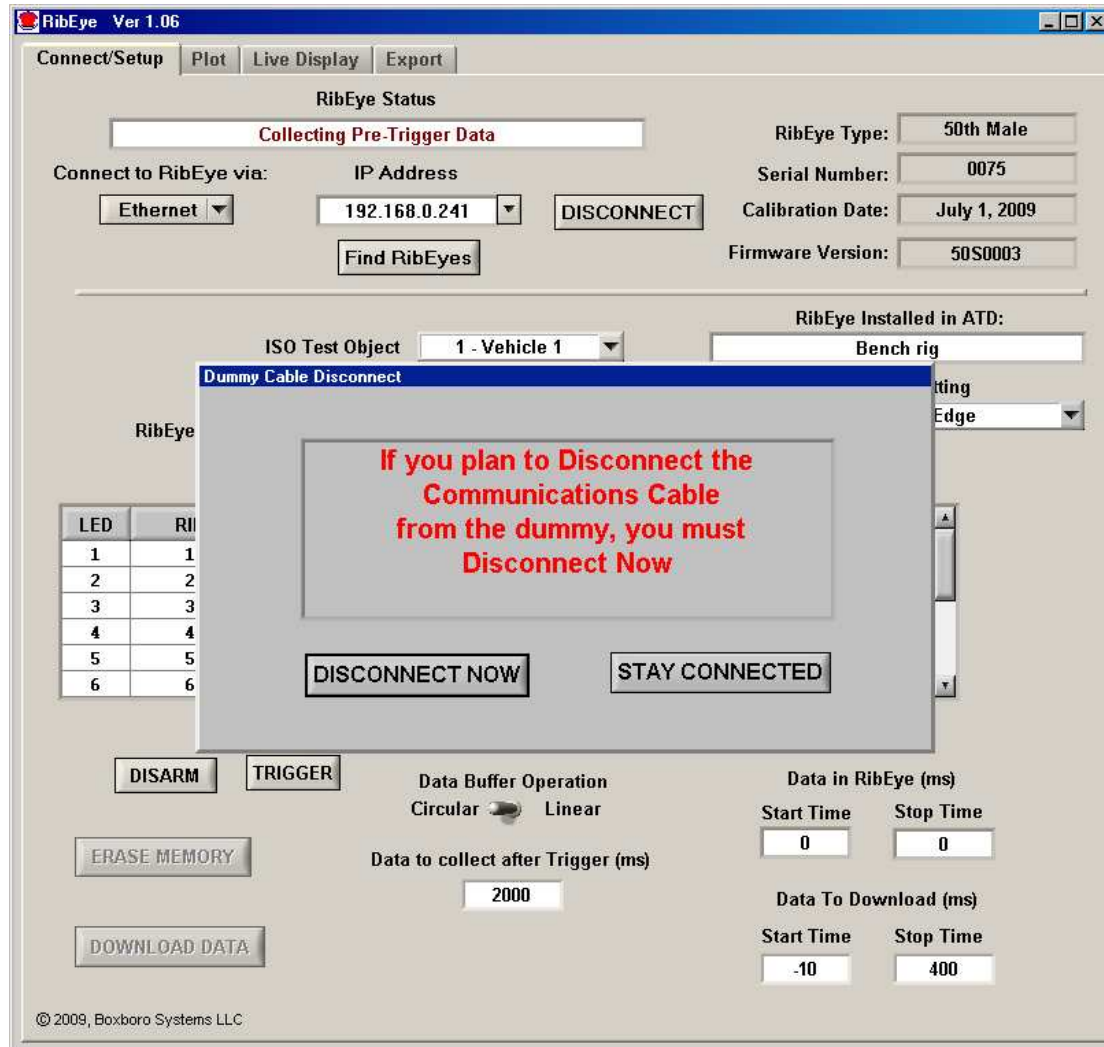 RibEye Ver 1.06
Connect/Setup Plot Live Display Export
RibEye Status
Collecting Pre-Trigger Data
Connect to RibEye via:
Ethernet
IP Address
192.168.0.241
DISCONNECT
Find RibEyes
RibEye Type: 50th Male
Serial Number: 0075
Calibration Date: July 1, 2009
Firmware Version: 50S0003
RibEye Installed in ATD:
Bench rig
ISO Test Object 1 - Vehicle 1
tting
Edge
RibEye
Dummy Cable Disconnect
If you plan to Disconnect the
Communications Cable
from the dummy, you must
Disconnect Now
DISCONNECT NOW STAY CONNECTED
LED
1 1
2 2
3 3
4 4
5 5
6 6
DISARM TRIGGER
ERASE MEMORY
DOWNLOAD DATA
Data Buffer Operation
Circular Linear
Data to collect after Trigger (ms)
2000
Data in RibEye (ms)
Start Time Stop Time
0 0
Data To Download (ms)
Start Time Stop Time
-10 400
© 2009, Boxboro Systems LLC